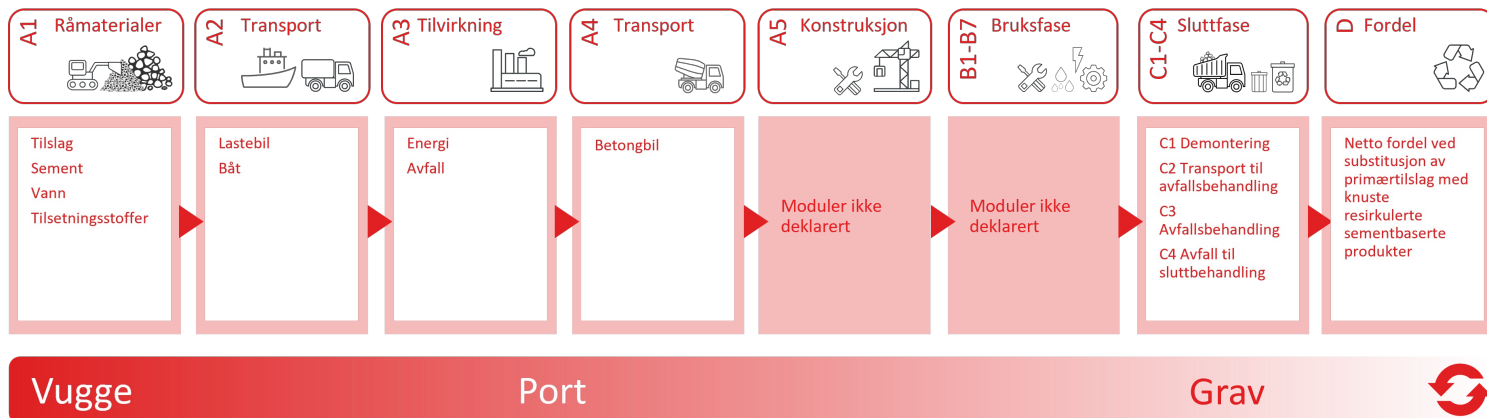 A1 Råmaterialer
A2 Transport
A3 Tilvirkning
A4 Transport
A5 Konstruksjon
B1-B7 Bruksfase
C1-C4 Sluttfase
D Fordel
Tilslag
Sement
Vann
Tilsetningsstoffer
Lastebil
Båt
Energi
Avfall
Betongbil
Moduler ikke
deklarert
Moduler ikke
deklarert
C1 Demontering
C2 Transport til
avfallsbehandling
C3
Avfallsbehandling
C4 Avfall til
sluttbehandling
Netto fordel ved
substitusjon av
primærtilslag med
knuste
resirkulerte
sementbaserte
produkter
Vugge
Port
Grav